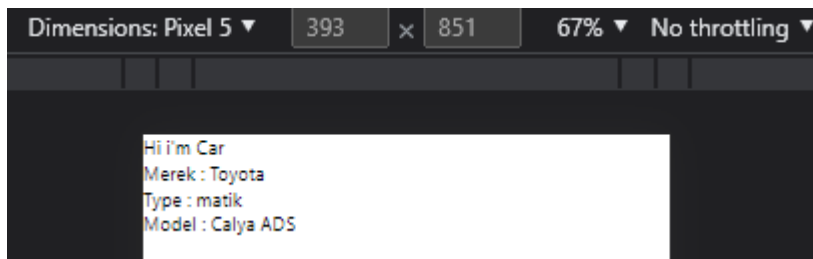 Dimensions: Pixel 5 ▼ 393 × 851 67% ▼ No throttling ▼
Hi i'm Car
Merek : Toyota
Type : matik
Model : Calya ADS